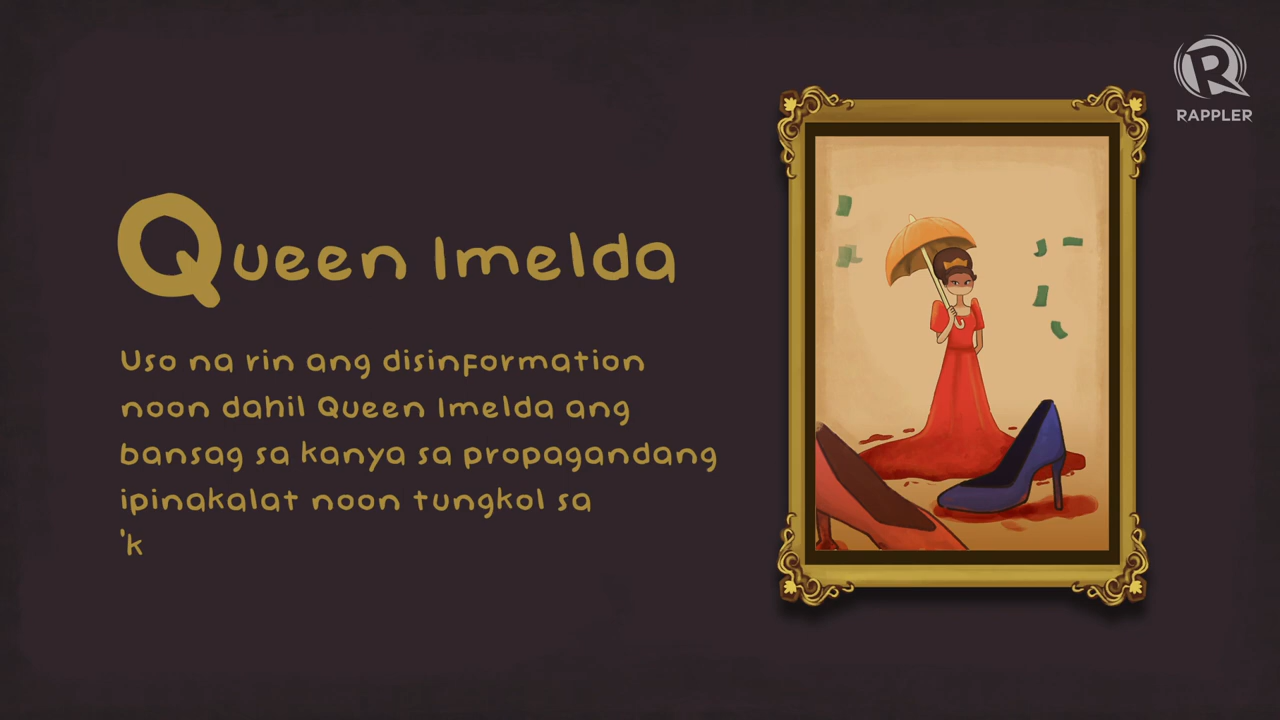 RAPPLER
Queen Imelda
Uso na rin ang disinformation
noon dahil Queen Imelda ang
bansag sa kanya sa propagandang
ipinakalat noon tungkol sa
'k